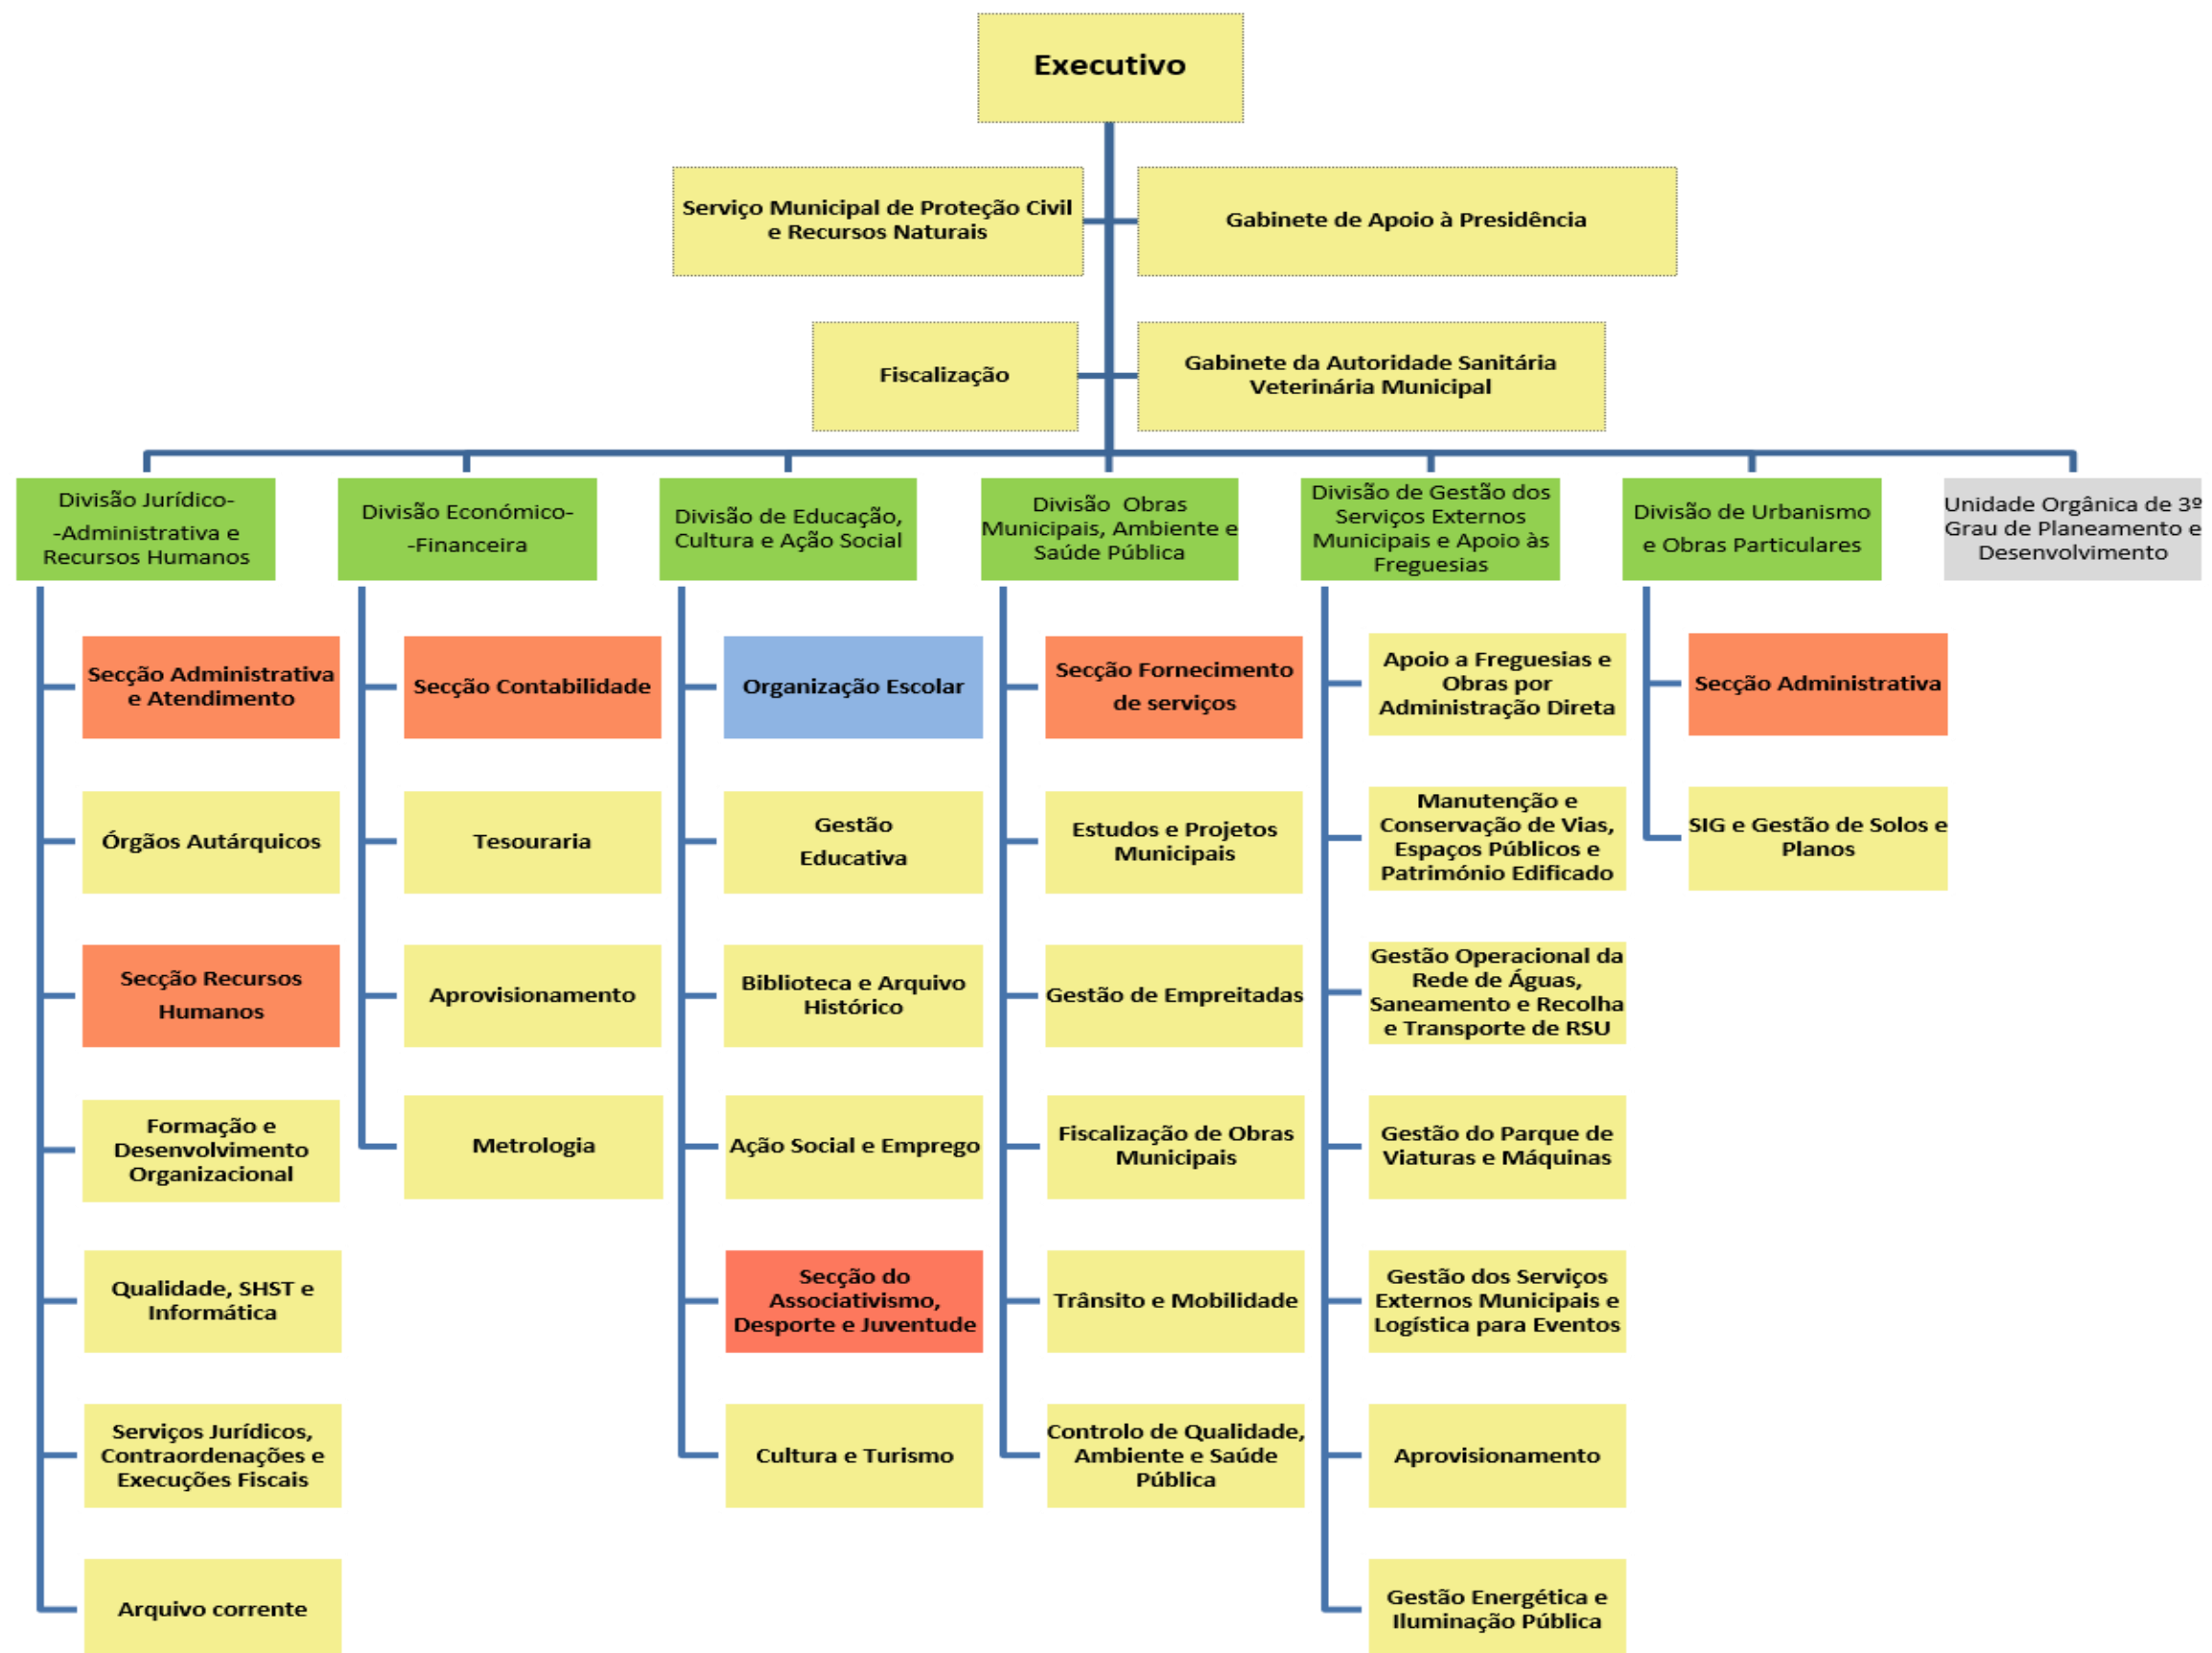 Executivo
Serviço Municipal de Proteção Civil
e Recursos Naturais
Gabinete de Apoio à Presidência
Fiscalização
Gabinete da Autoridade Sanitária
Veterinária Municipal
Divisão Jurídico-
-Administrativa e
Recursos Humanos
Divisão Económico-
-Financeira
Divisão de Educação,
Cultura e Ação Social
Divisão Obras
Municipais, Ambiente e
Saúde Pública
Divisão de Gestão dos
Serviços Externos
Municipais e Apoio às
Freguesias
Divisão de Urbanismo
e Obras Particulares
Unidade Orgânica de 3º
Grau de Planeamento e
Desenvolvimento
Secção Administrativa
e Atendimento
Órgãos Autárquicos
Secção Recursos
Humanos
Formação e
Desenvolvimento
Organizacional
Qualidade, SHST e
Informática
Serviços Jurídicos,
Contraordenações e
Execuções Fiscais
Arquivo corrente
Secção Contabilidade
Tesouraria
Aprovisionamento
Metrologia
Organização Escolar
Gestão
Educativa
Biblioteca e Arquivo
Histórico
Ação Social e Emprego
Secção do
Associativismo,
Desporte e Juventude
Cultura e Turismo
Secção Fornecimento
de serviços
Estudos e Projetos
Municipais
Gestão de Empreitadas
Fiscalização de Obras
Municipais
Trânsito e Mobilidade
Controlo de Qualidade,
Ambiente e Saúde
Pública
Apoio a Freguesias e
Obras por
Administração Direta
Manutenção e
Conservação de Vias,
Espaços Públicos e
Património Edificado
Gestão Operacional da
Rede de Águas,
Saneamento e Recolha
e Transporte de RSU
Gestão do Parque de
Viaturas e Máquinas
Gestão dos Serviços
Externos Municipais e
Logística para Eventos
Aprovisionamento
Gestão Energética e
Iluminação Pública
Secção Administrativa
SIG e Gestão de Solos e
Planos